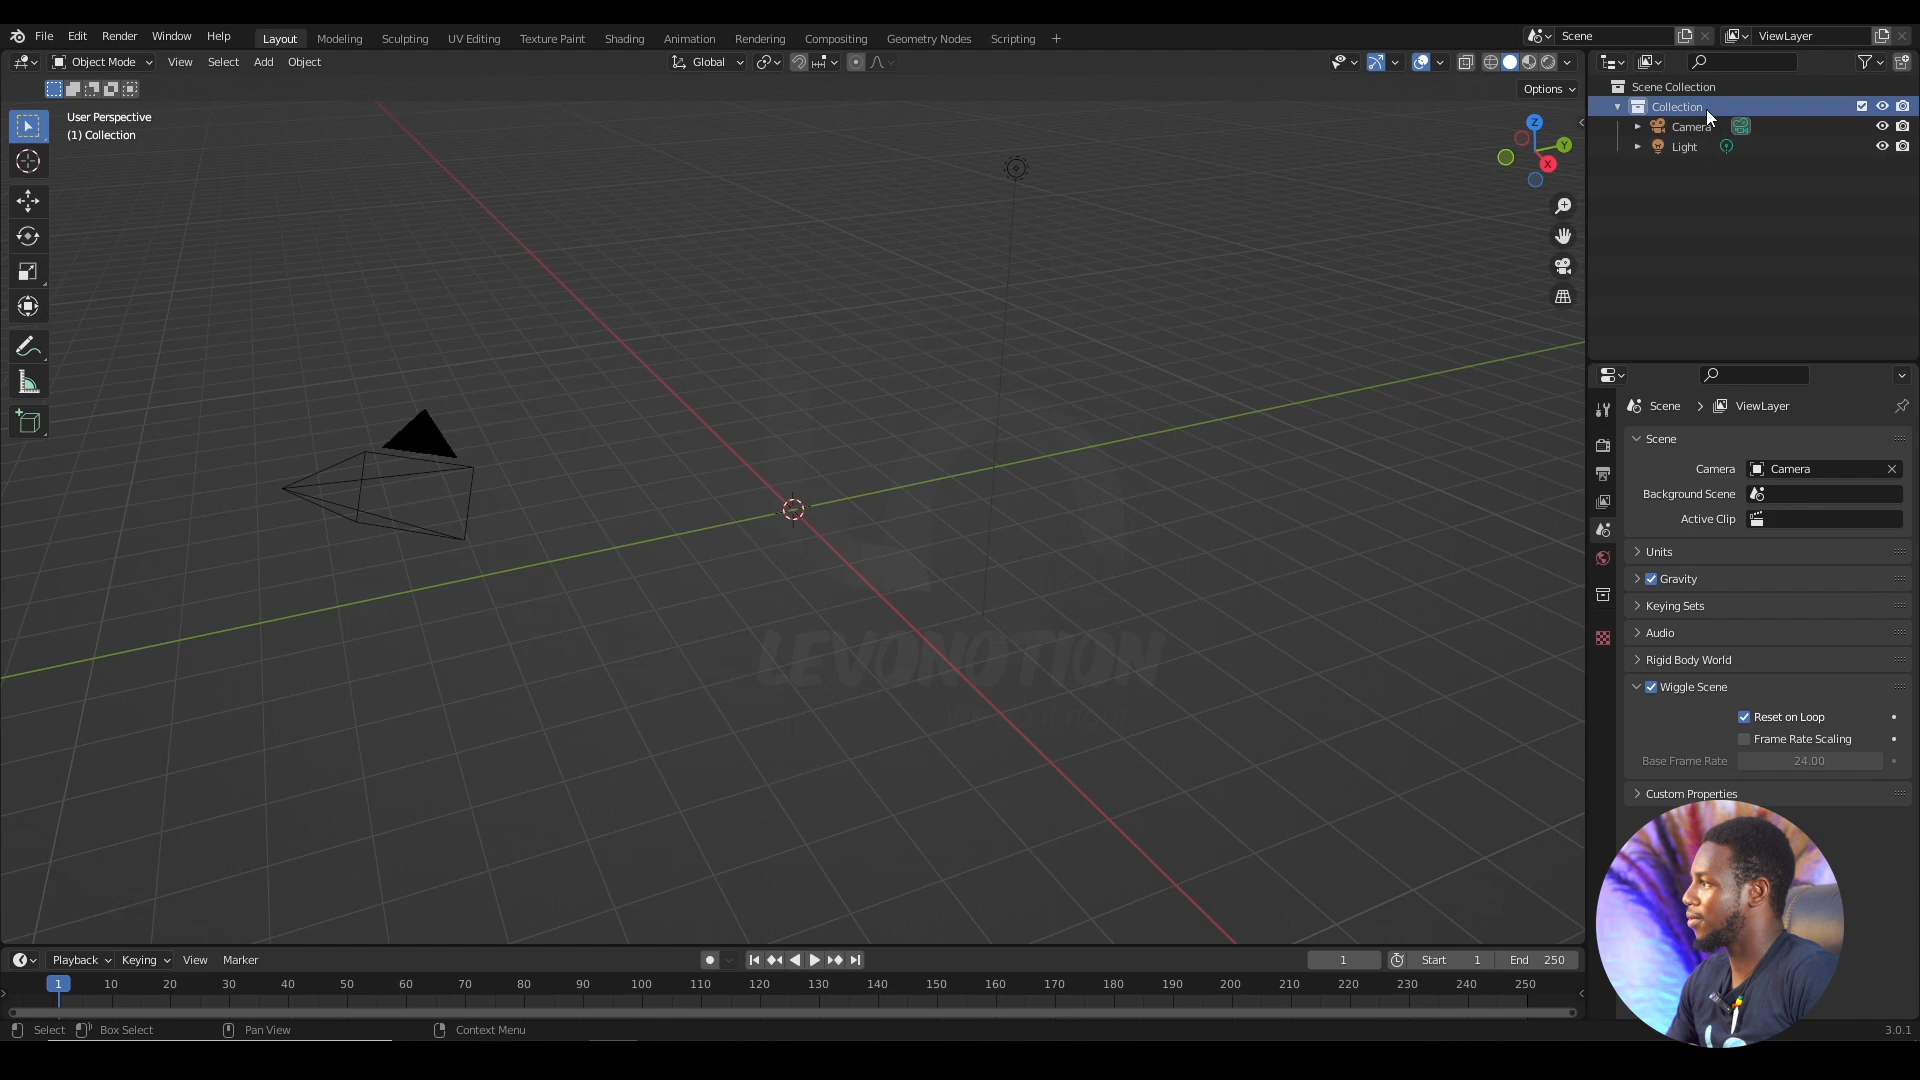 File Edit Render Window Help Layout Modeling Sculpting UV Editing Texture Paint Shading Animation Rendering Compositing Geometry Nodes Scripting + Scene ViewLayer
Object Mode View Select Add Object Global
Options
User Perspective
(1) Collection
Z
Y
X
LEVONOTION
Scene Collection
Collection
Camera
Light
Scene > ViewLayer
Scene
Camera Camera
Background Scene
Active Clip
Units
Gravity
Keying Sets
Audio
Rigid Body World
Wiggle Scene
Reset on Loop
Frame Rate Scaling
Base Frame Rate 24.00
Custom Properties
Playback Keying View Marker 1 Start 1 End 250
1 10 20 30 40 50 60 70 80 90 100 110 120 130 140 150 160 170 180 190 200 210 220 230 240 250
Select Box Select Pan View Context Menu 3.0.1